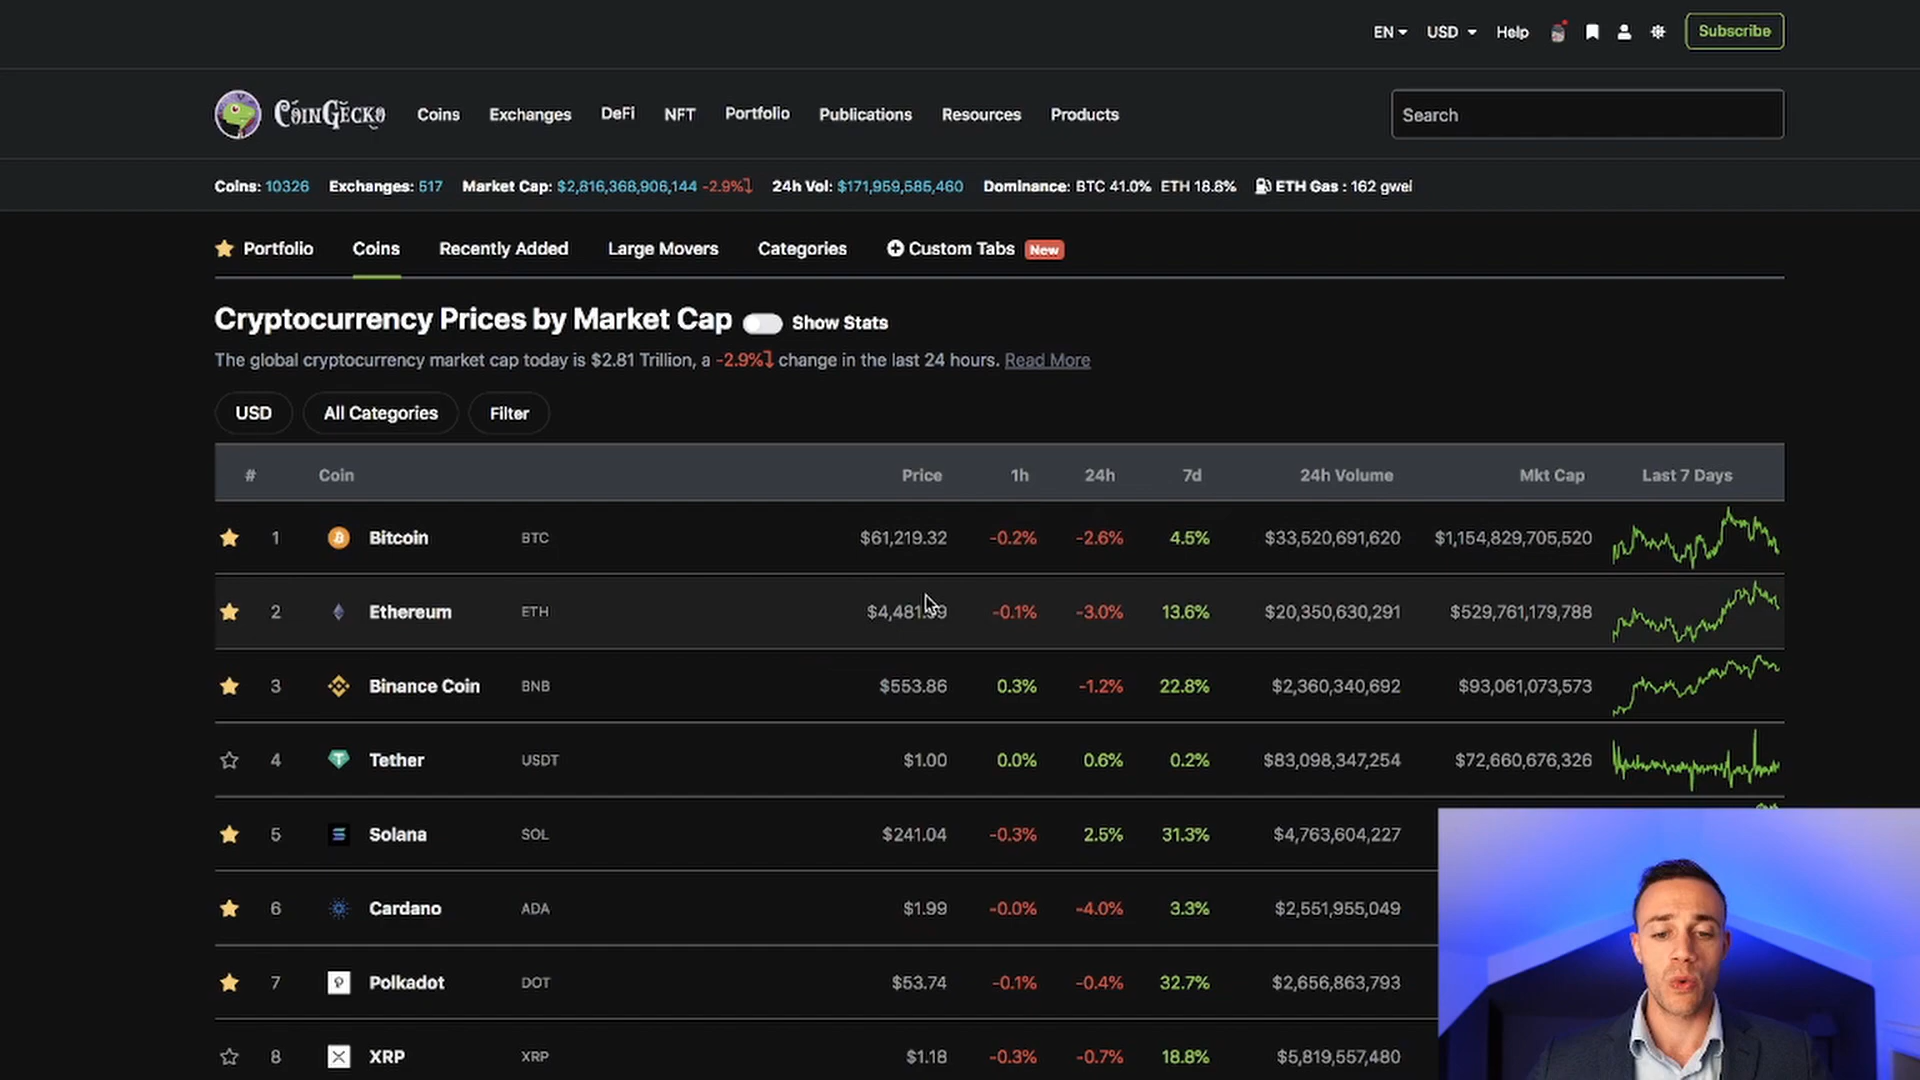 EN USD Help Subscribe
CoinGecko Coins Exchanges DeFi NFT Portfolio Publications Resources Products Search
Coins: 10326 Exchanges: 517 Market Cap: $2,816,368,906,144 -2.9% 24h Vol: $171,959,585,460 Dominance: BTC 41.0% ETH 18.8% ETH Gas : 162 gwei
Portfolio Coins Recently Added Large Movers Categories Custom Tabs New
Cryptocurrency Prices by Market Cap Show Stats
The global cryptocurrency market cap today is $2.81 Trillion, a -2.9% change in the last 24 hours. Read More
USD All Categories Filter
# Coin Price 1h 24h 7d 24h Volume Mkt Cap Last 7 Days
1 Bitcoin BTC $61,219.32 -0.2% -2.6% 4.5% $33,520,691,620 $1,154,829,705,520
2 Ethereum ETH -0.1% -3.0% 13.6% $20,350,630,291 $529,761,179,788
3 Binance Coin BNB $553.86 0.3% -1.2% 22.8% $2,360,340,692 $93,061,073,573
4 Tether USDT $1.00 0.0% 0.6% 0.2% $83,098,347,254 $72,660,676,326
5 Solana SOL $241.04 -0.3% 2.5% 31.3% $4,763,604,227
6 Cardano ADA $1.99 -0.0% -4.0% 3.3% $2,551,955,049
7 Polkadot DOT $53.74 -0.1% -0.4% 32.7% $2,656,863,793
8 XRP XRP $1.18 -0.3% -0.7% 18.8% $5,819,557,480